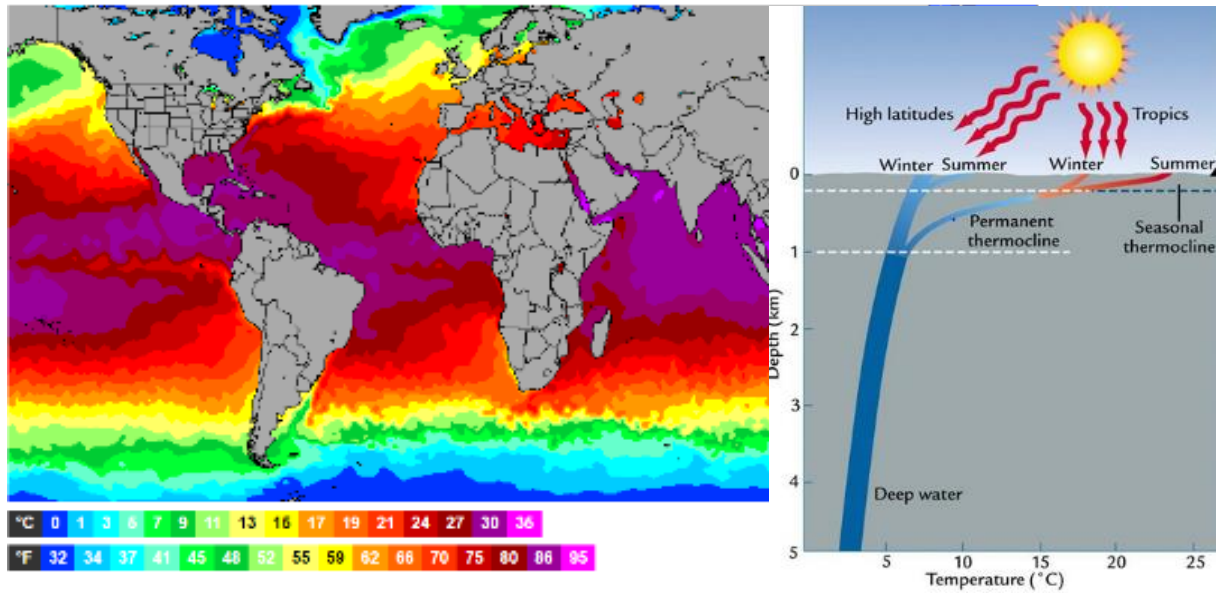 °C 0 1 3 5 7 9 11 13 16 17 19 21 24 27 30 36
°F 32 34 37 41 45 48 52 55 59 62 66 70 75 80 86 95
High latitudes
Tropics
Winter Summer Winter Summer
0
Permanent
thermocline
Seasonal
thermocline
1
2
Depth (km)
3
4
Deep water
5
5 10 15 20 25
Temperature (°C)